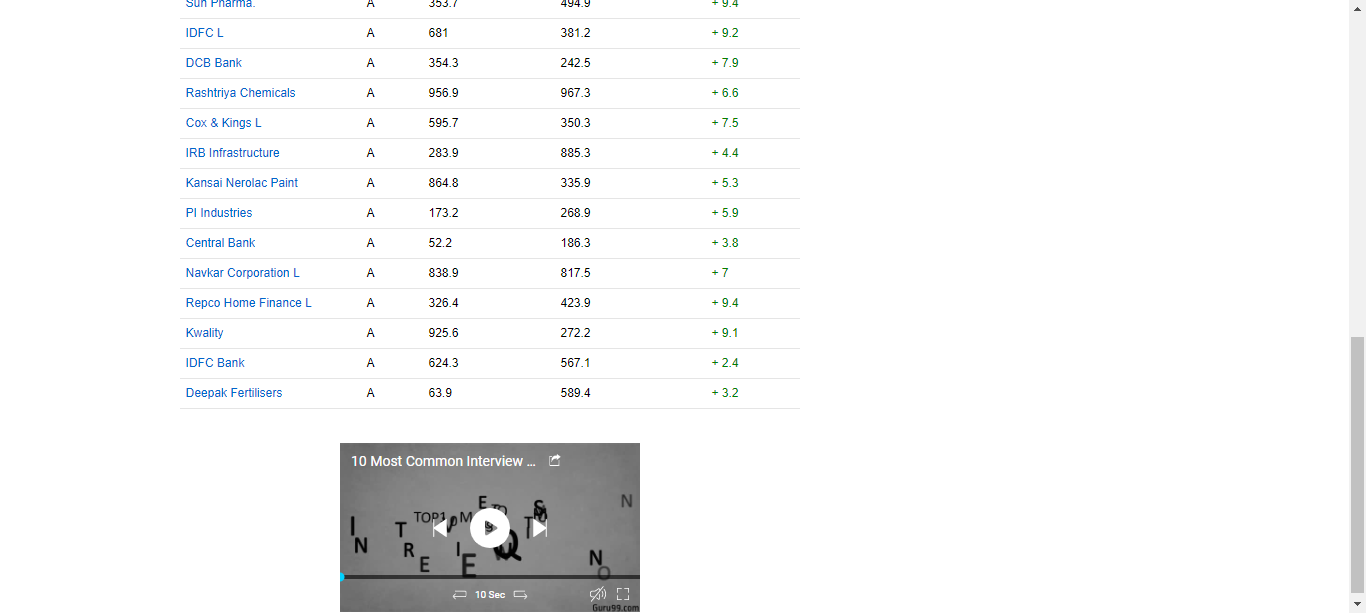 Sun Pharma. A 353.7 494.9 + 9.4
IDFC L A 681 381.2 + 9.2
DCB Bank A 354.3 242.5 + 7.9
Rashtriya Chemicals A 956.9 967.3 + 6.6
Cox & Kings L A 595.7 350.3 + 7.5
IRB Infrastructure A 283.9 885.3 + 4.4
Kansai Nerolac Paint A 864.8 335.9 + 5.3
PI Industries A 173.2 268.9 + 5.9
Central Bank A 52.2 186.3 + 3.8
Navkar Corporation L A 838.9 817.5 + 7
Repco Home Finance L A 326.4 423.9 + 9.4
Kwality A 925.6 272.2 + 9.1
IDFC Bank A 624.3 567.1 + 2.4
Deepak Fertilisers A 63.9 589.4 + 3.2
10 Most Common Interview ...
10 Sec
Guru99.com